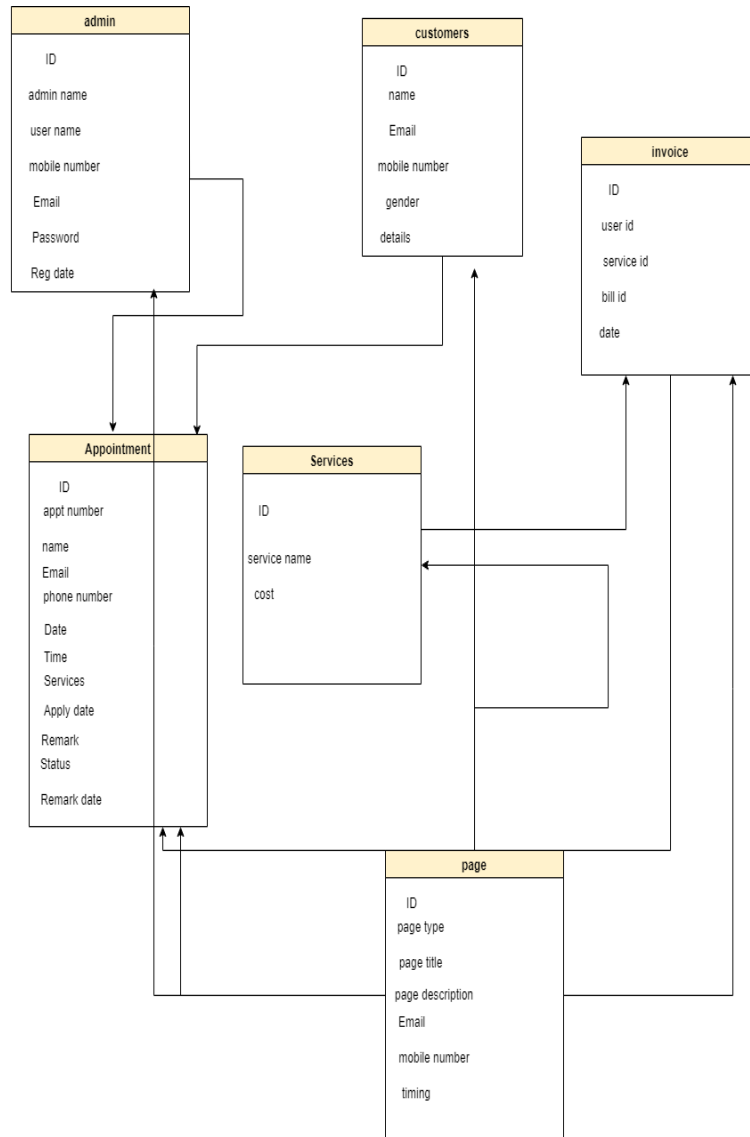 admin
ID
admin name
user name
mobile number
Email
Password
Reg date
customers
ID
name
Email
mobile number
gender
details
invoice
ID
user id
service id
bill id
date
Appointment
ID
appt number
name
Email
phone number
Date
Time
Services
Apply date
Remark
Status
Remark date
Services
ID
service name
cost
page
ID
page type
page title
page description
Email
mobile number
timing